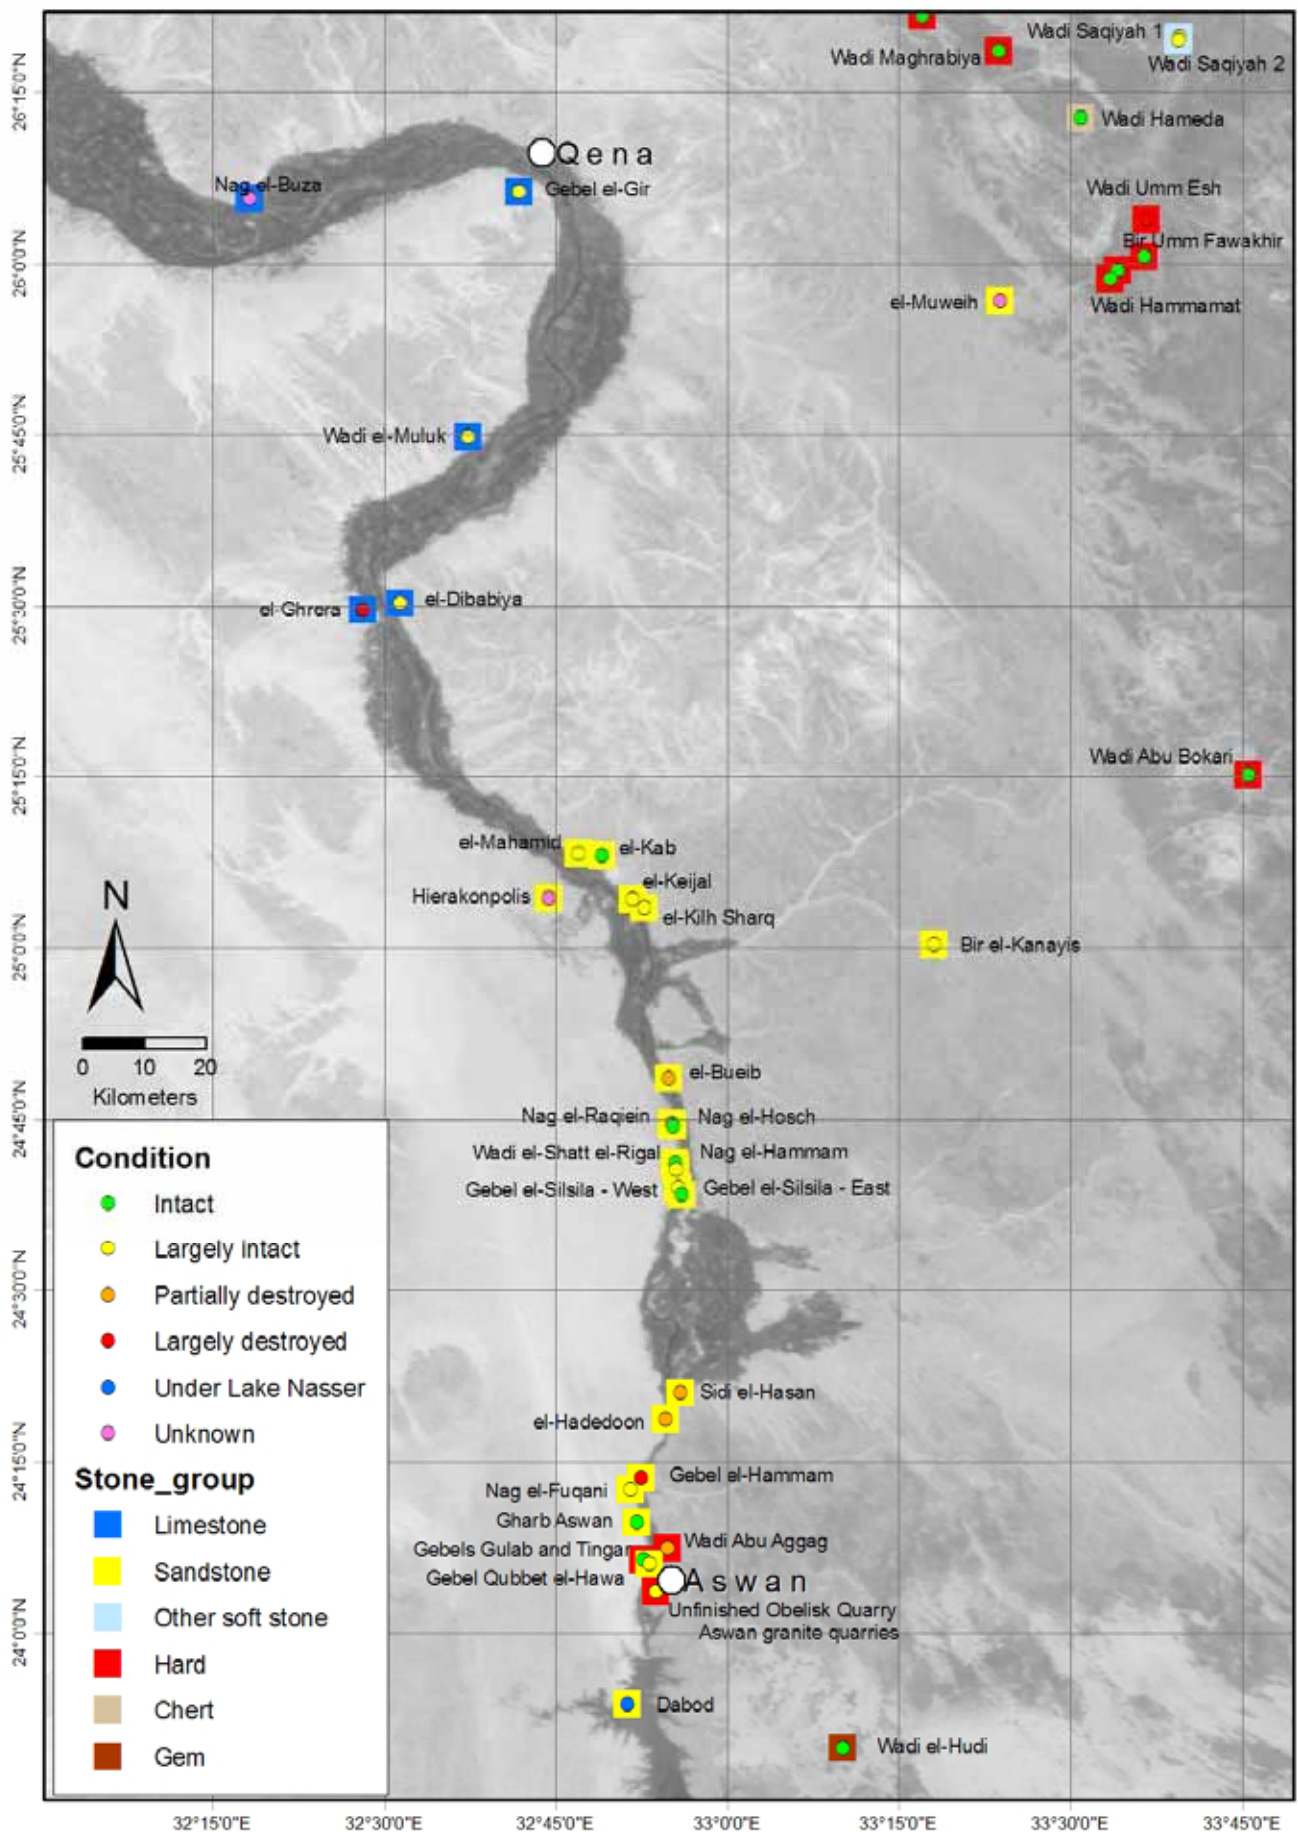 Wadi Saqiyah 1
Wadi Maghrabiya
Wadi Saqiyah 2
26°15'0"N
Wadi Hameda
Qena
Nag el-Buza
Gebel el-Gir
Wadi Umm Esh
Bir Umm Fawakhir
26°0'0"N
el-Muweih
Wadi Hammamat
Wadi el-Muluk
25°45'0"N
el-Ghrera
el-Dibabiya
25°30'0"N
Wadi Abu Bokari
25°15'0"N
el-Mahamid
el-Kab
el-Keijal
Hierakonpolis
el-Kilh Sharq
Bir el-Kanayis
25°0'0"N
N
0 10 20
Kilometers
el-Bueib
Nag el-Raqiein
Nag el-Hosch
24°45'0"N
Wadi el-Shatt el-Rigal
Nag el-Hammam
Gebel el-Silsila - West
Gebel el-Silsila - East
24°30'0"N
Sidi el-Hasan
el-Hadedoon
24°15'0"N
Gebel el-Hammam
Nag el-Fuqani
Gharb Aswan
Wadi Abu Aggag
Gebels Gulab and Tingar
Gebel Qubbet el-Hawa
Aswan
Unfinished Obelisk Quarry
Aswan granite quarries
24°0'0"N
Dabod
Wadi el-Hudi
Condition
Intact
Largely intact
Partially destroyed
Largely destroyed
Under Lake Nasser
Unknown
Stone_group
Limestone
Sandstone
Other soft stone
Hard
Chert
Gem
32°15'0"E 32°30'0"E 32°45'0"E 33°0'0"E 33°15'0"E 33°30'0"E 33°45'0"E